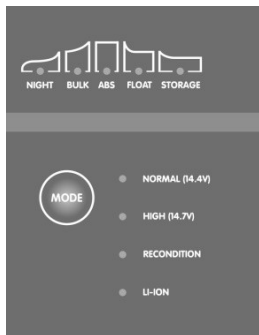 NIGHT BULK ABS FLOAT STORAGE
MODE
NORMAL (14.4V)
HIGH (14.7V)
RECONDITION
LI-ION